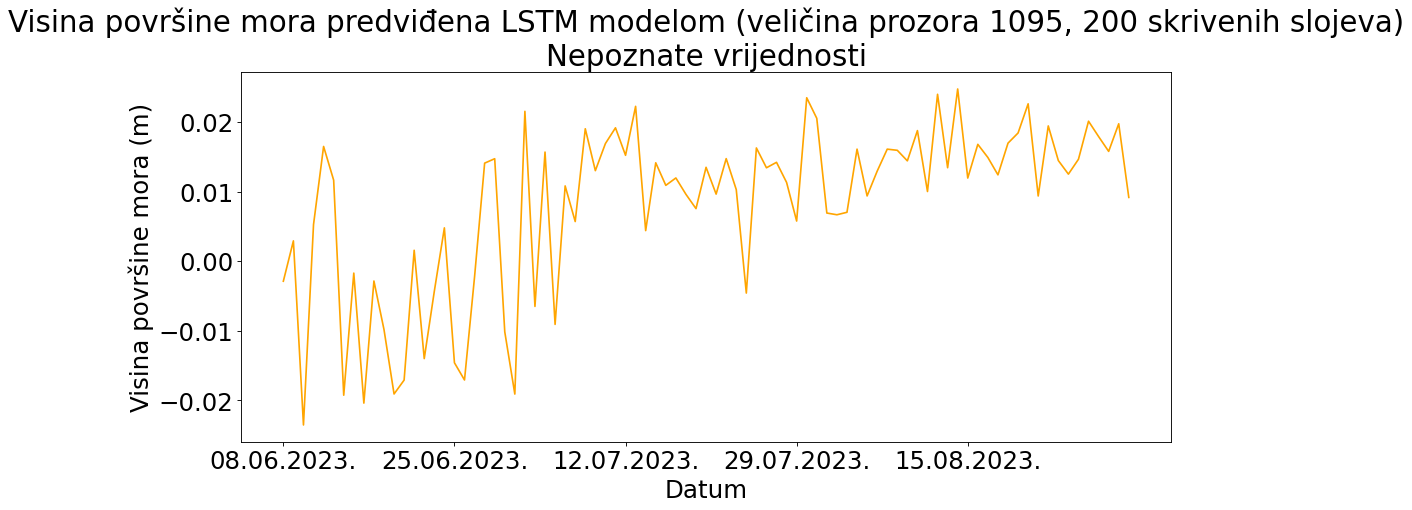 Visina površine mora predviđena LSTM modelom (veličina prozora 1095, 200 skrivenih slojeva)
Nepoznate vrijednosti
Visina površine mora (m)
0.02
0.01
0.00
−0.01
−0.02
08.06.2023. 25.06.2023. 12.07.2023. 29.07.2023. 15.08.2023.
Datum